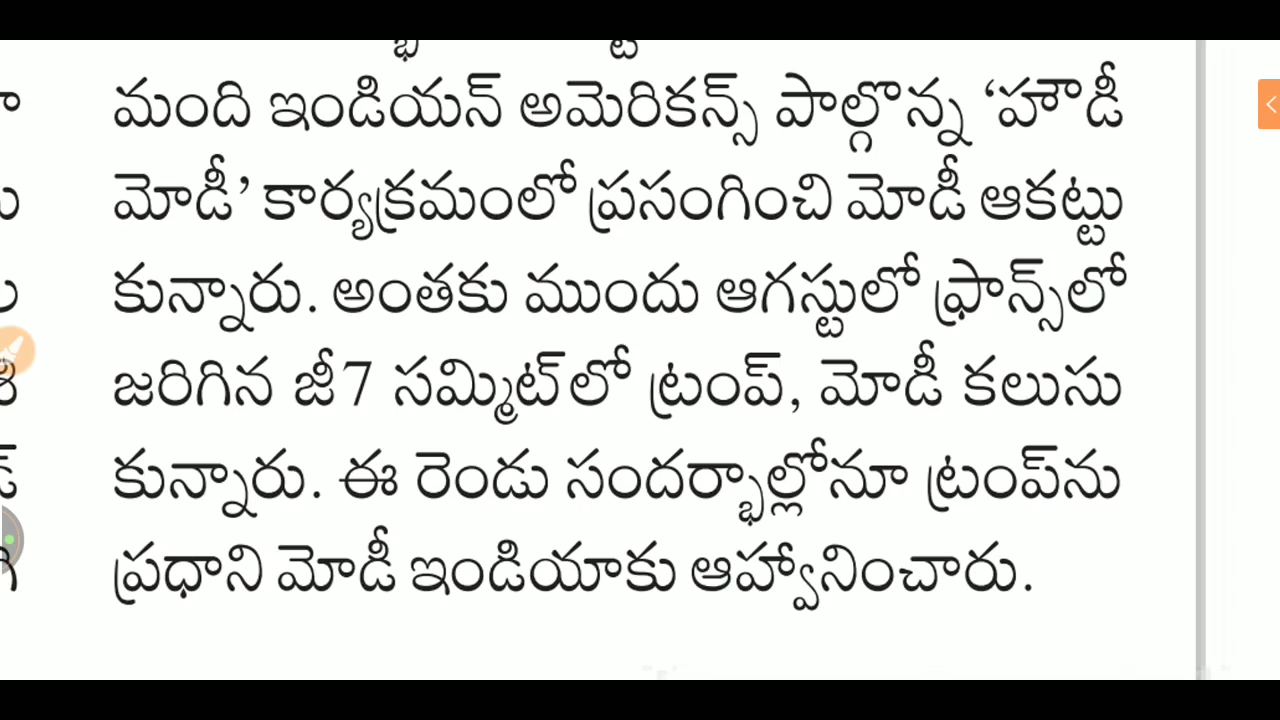 మంది ఇండియన్ అమెరికన్స్ పాల్గొన్న ‘హౌడీ
మోడీ’ కార్యక్రమంలో ప్రసంగించి మోడీ ఆకట్టు
కున్నారు. అంతకు ముందు ఆగస్టులో ఫ్రాన్స్‌లో
జరిగిన జీ7 సమ్మిట్‌లో ట్రంప్, మోడీ కలుసు
కున్నారు. ఈ రెండు సందర్భాల్లోనూ ట్రంప్‌ను
ప్రధాని మోడీ ఇండియాకు ఆహ్వానించారు.